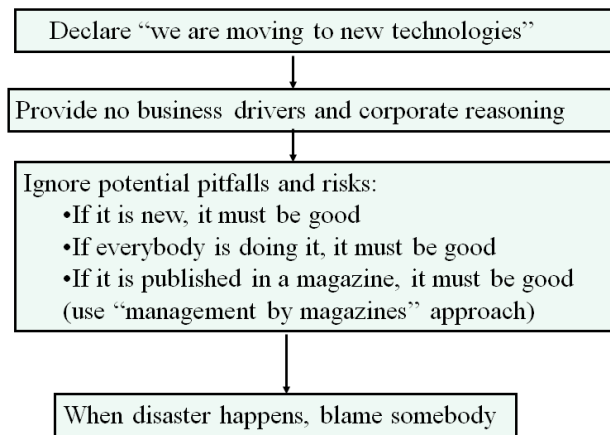 Declare “we are moving to new technologies”
Provide no business drivers and corporate reasoning
Ignore potential pitfalls and risks:
•If it is new, it must be good
•If everybody is doing it, it must be good
•If it is published in a magazine, it must be good
(use “management by magazines” approach)
When disaster happens, blame somebody